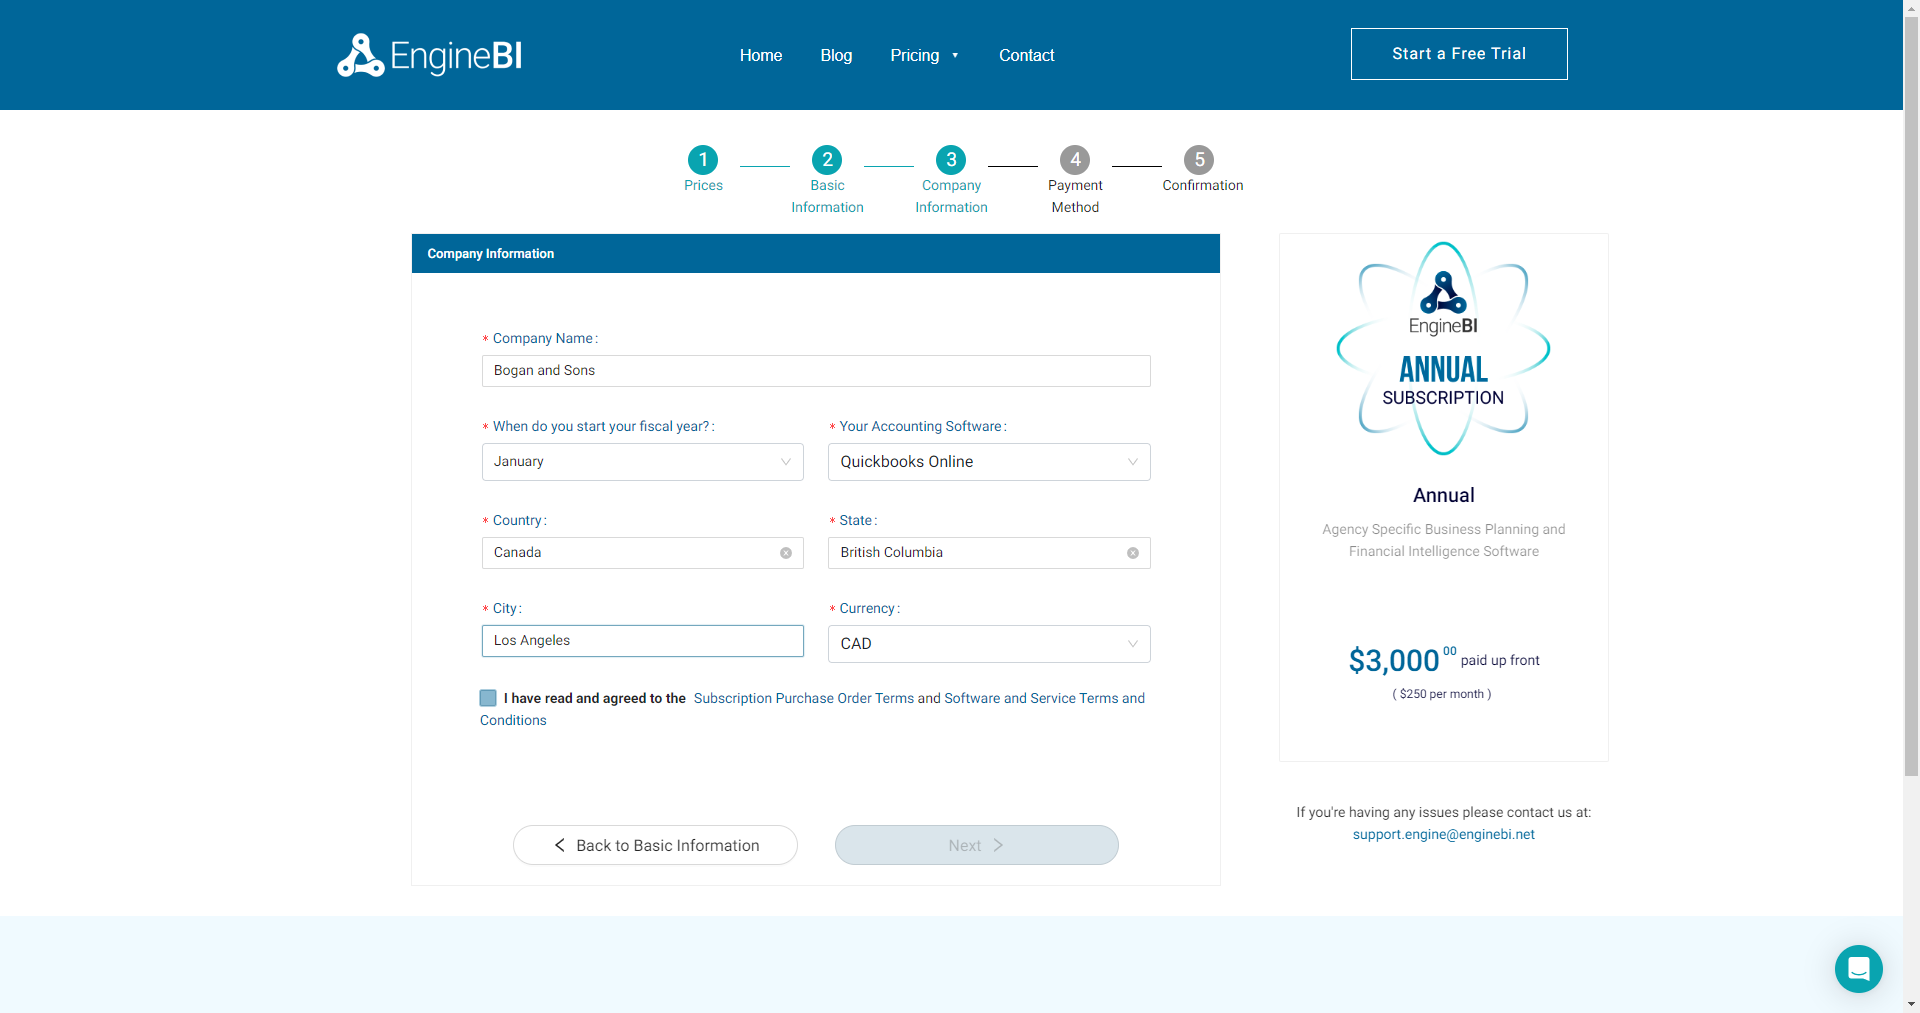 EngineBI
Home
Blog
Pricing
Contact
Start a Free Trial
1
Prices
2
Basic
Information
3
Company
Information
4
Payment
Method
5
Confirmation
Company Information
* Company Name :
Bogan and Sons
* When do you start your fiscal year? :
January
* Your Accounting Software :
Quickbooks Online
* Country :
Canada
* State :
British Columbia
* City :
Los Angeles
* Currency :
CAD
I have read and agreed to the Subscription Purchase Order Terms and Software and Service Terms and
Conditions
Back to Basic Information
Next
EngineBI
ANNUAL
SUBSCRIPTION
Annual
Agency Specific Business Planning and
Financial Intelligence Software
$3,000 00 paid up front
( $250 per month )
If you're having any issues please contact us at:
support.engine@enginebi.net